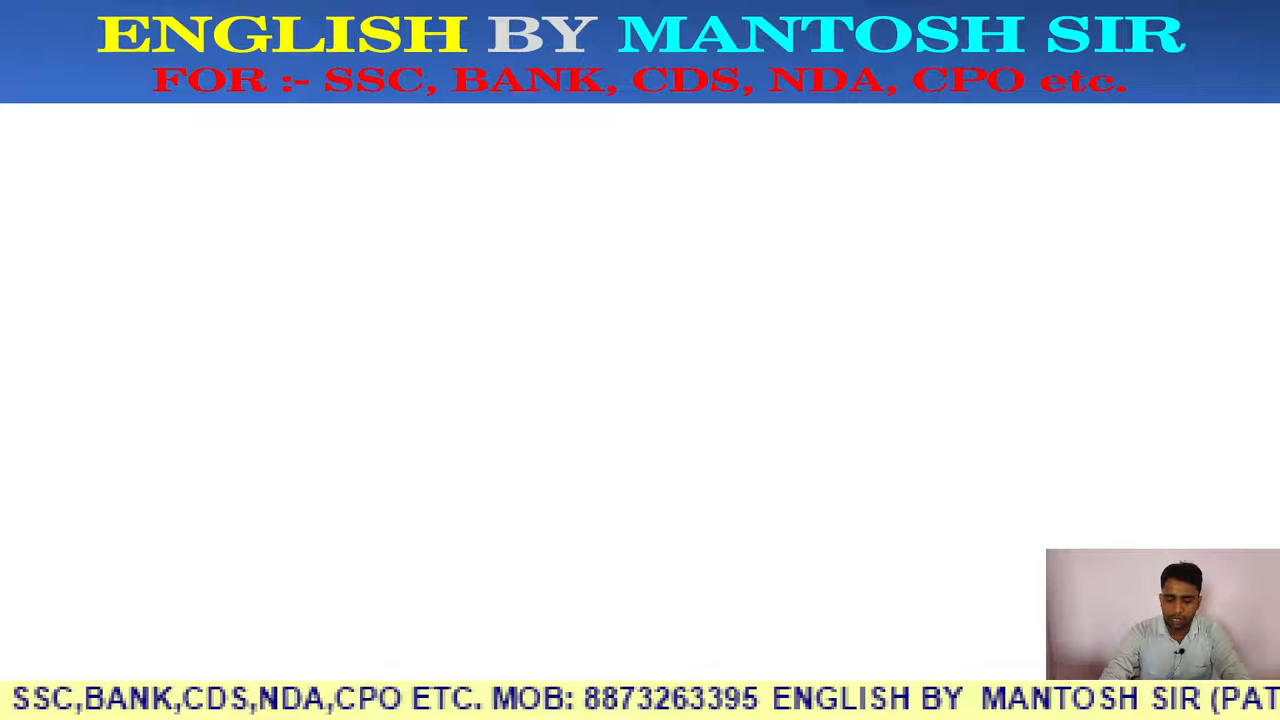 ENGLISH BY MANTOSH SIR
FOR :- SSC, BANK, CDS, NDA, CPO etc.
SSC,BANK,CDS,NDA,CPO ETC. MOB: 8873263395 ENGLISH BY MANTOSH SIR (PAT